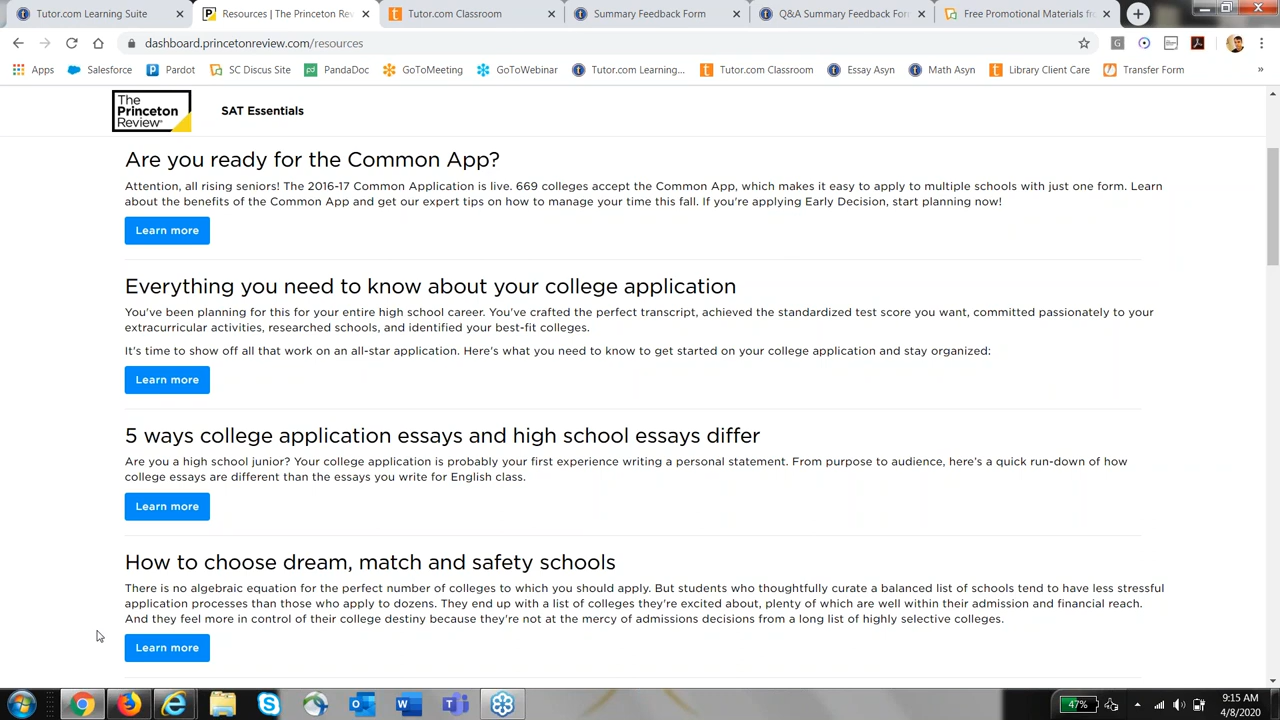 Tutor.com Learning Suite
Resources | The Princeton Re
Tutor.com Classroom
Summary Feedback Form
Q&A Summary Feedback For
Free Promotional Materials fr
dashboard.princetonreview.com/resources
Apps
Salesforce
Pardot
SC Discus Site
PandaDoc
GoToMeeting
GoToWebinar
Tutor.com Learning...
Tutor.com Classroom
Essay Asyn
Math Asyn
Library Client Care
Transfer Form
The
Princeton
Review
SAT Essentials
Are you ready for the Common App?
Attention, all rising seniors! The 2016-17 Common Application is live. 669 colleges accept the Common App, which makes it easy to apply to multiple schools with just one form. Learn
about the benefits of the Common App and get our expert tips on how to manage your time this fall. If you're applying Early Decision, start planning now!
Learn more
Everything you need to know about your college application
You've been planning for this for your entire high school career. You've crafted the perfect transcript, achieved the standardized test score you want, committed passionately to your
extracurricular activities, researched schools, and identified your best-fit colleges.
It's time to show off all that work on an all-star application. Here's what you need to know to get started on your college application and stay organized:
Learn more
5 ways college application essays and high school essays differ
Are you a high school junior? Your college application is probably your first experience writing a personal statement. From purpose to audience, here's a quick run-down of how
college essays are different than the essays you write for English class.
Learn more
How to choose dream, match and safety schools
There is no algebraic equation for the perfect number of colleges to which you should apply. But students who thoughtfully curate a balanced list of schools tend to have less stressful
application processes than those who apply to dozens. They end up with a list of colleges they're excited about, plenty of which are well within their admission and financial reach.
And they feel more in control of their college destiny because they're not at the mercy of admissions decisions from a long list of highly selective colleges.
Learn more
47%
9:15 AM
4/8/2020